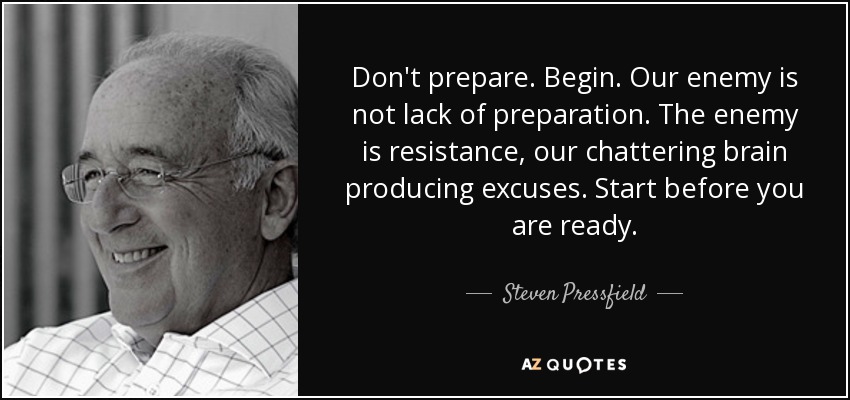 Don't prepare. Begin. Our enemy is
not lack of preparation. The enemy
is resistance, our chattering brain
producing excuses. Start before you
are ready.
Steven Pressfield
AZ QUOTES